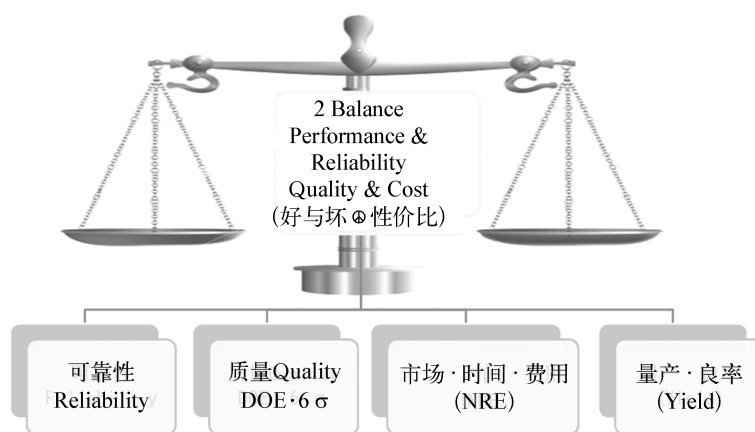 2 Balance
Performance &
Reliability
Quality & Cost
(好与坏☮性价比)
可靠性
Reliability
质量Quality
DOE·6σ
市场·时间·费用
(NRE)
量产·良率
(Yield)